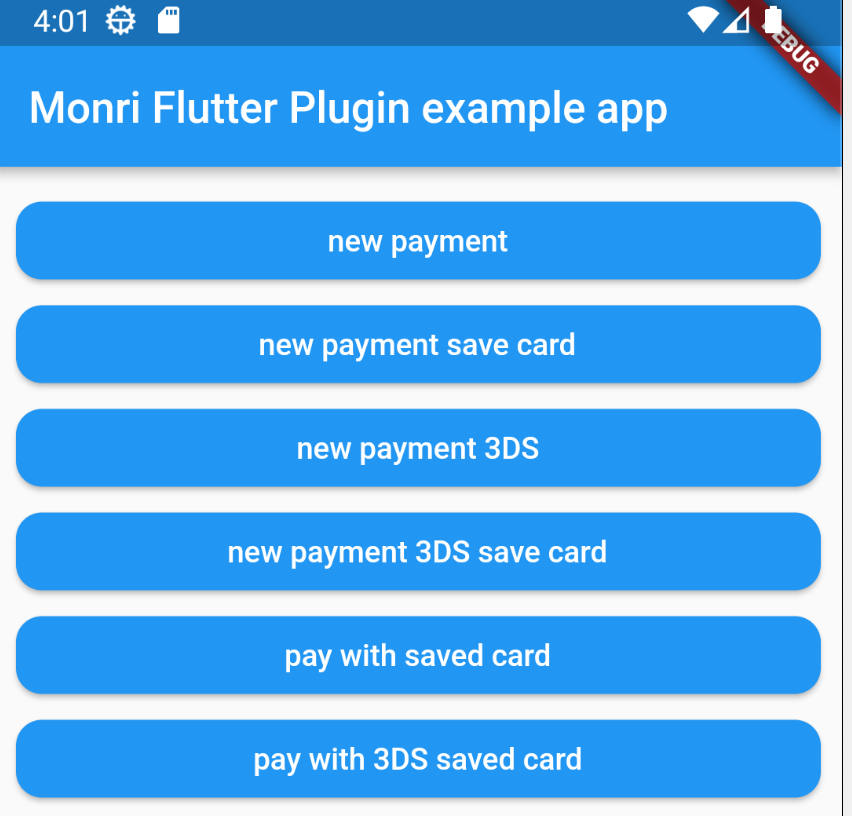 4:01
DEBUG
Monri Flutter Plugin example app
new payment
new payment save card
new payment 3DS
new payment 3DS save card
pay with saved card
pay with 3DS saved card